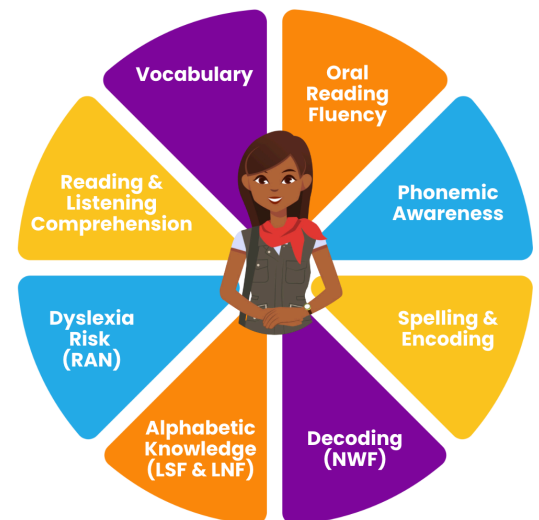 Vocabulary
Oral
Reading
Fluency
Phonemic
Awareness
Spelling &
Encoding
Decoding
(NWF)
Alphabetic
Knowledge
(LSF & LNF)
Dyslexia
Risk
(RAN)
Reading &
Listening
Comprehension